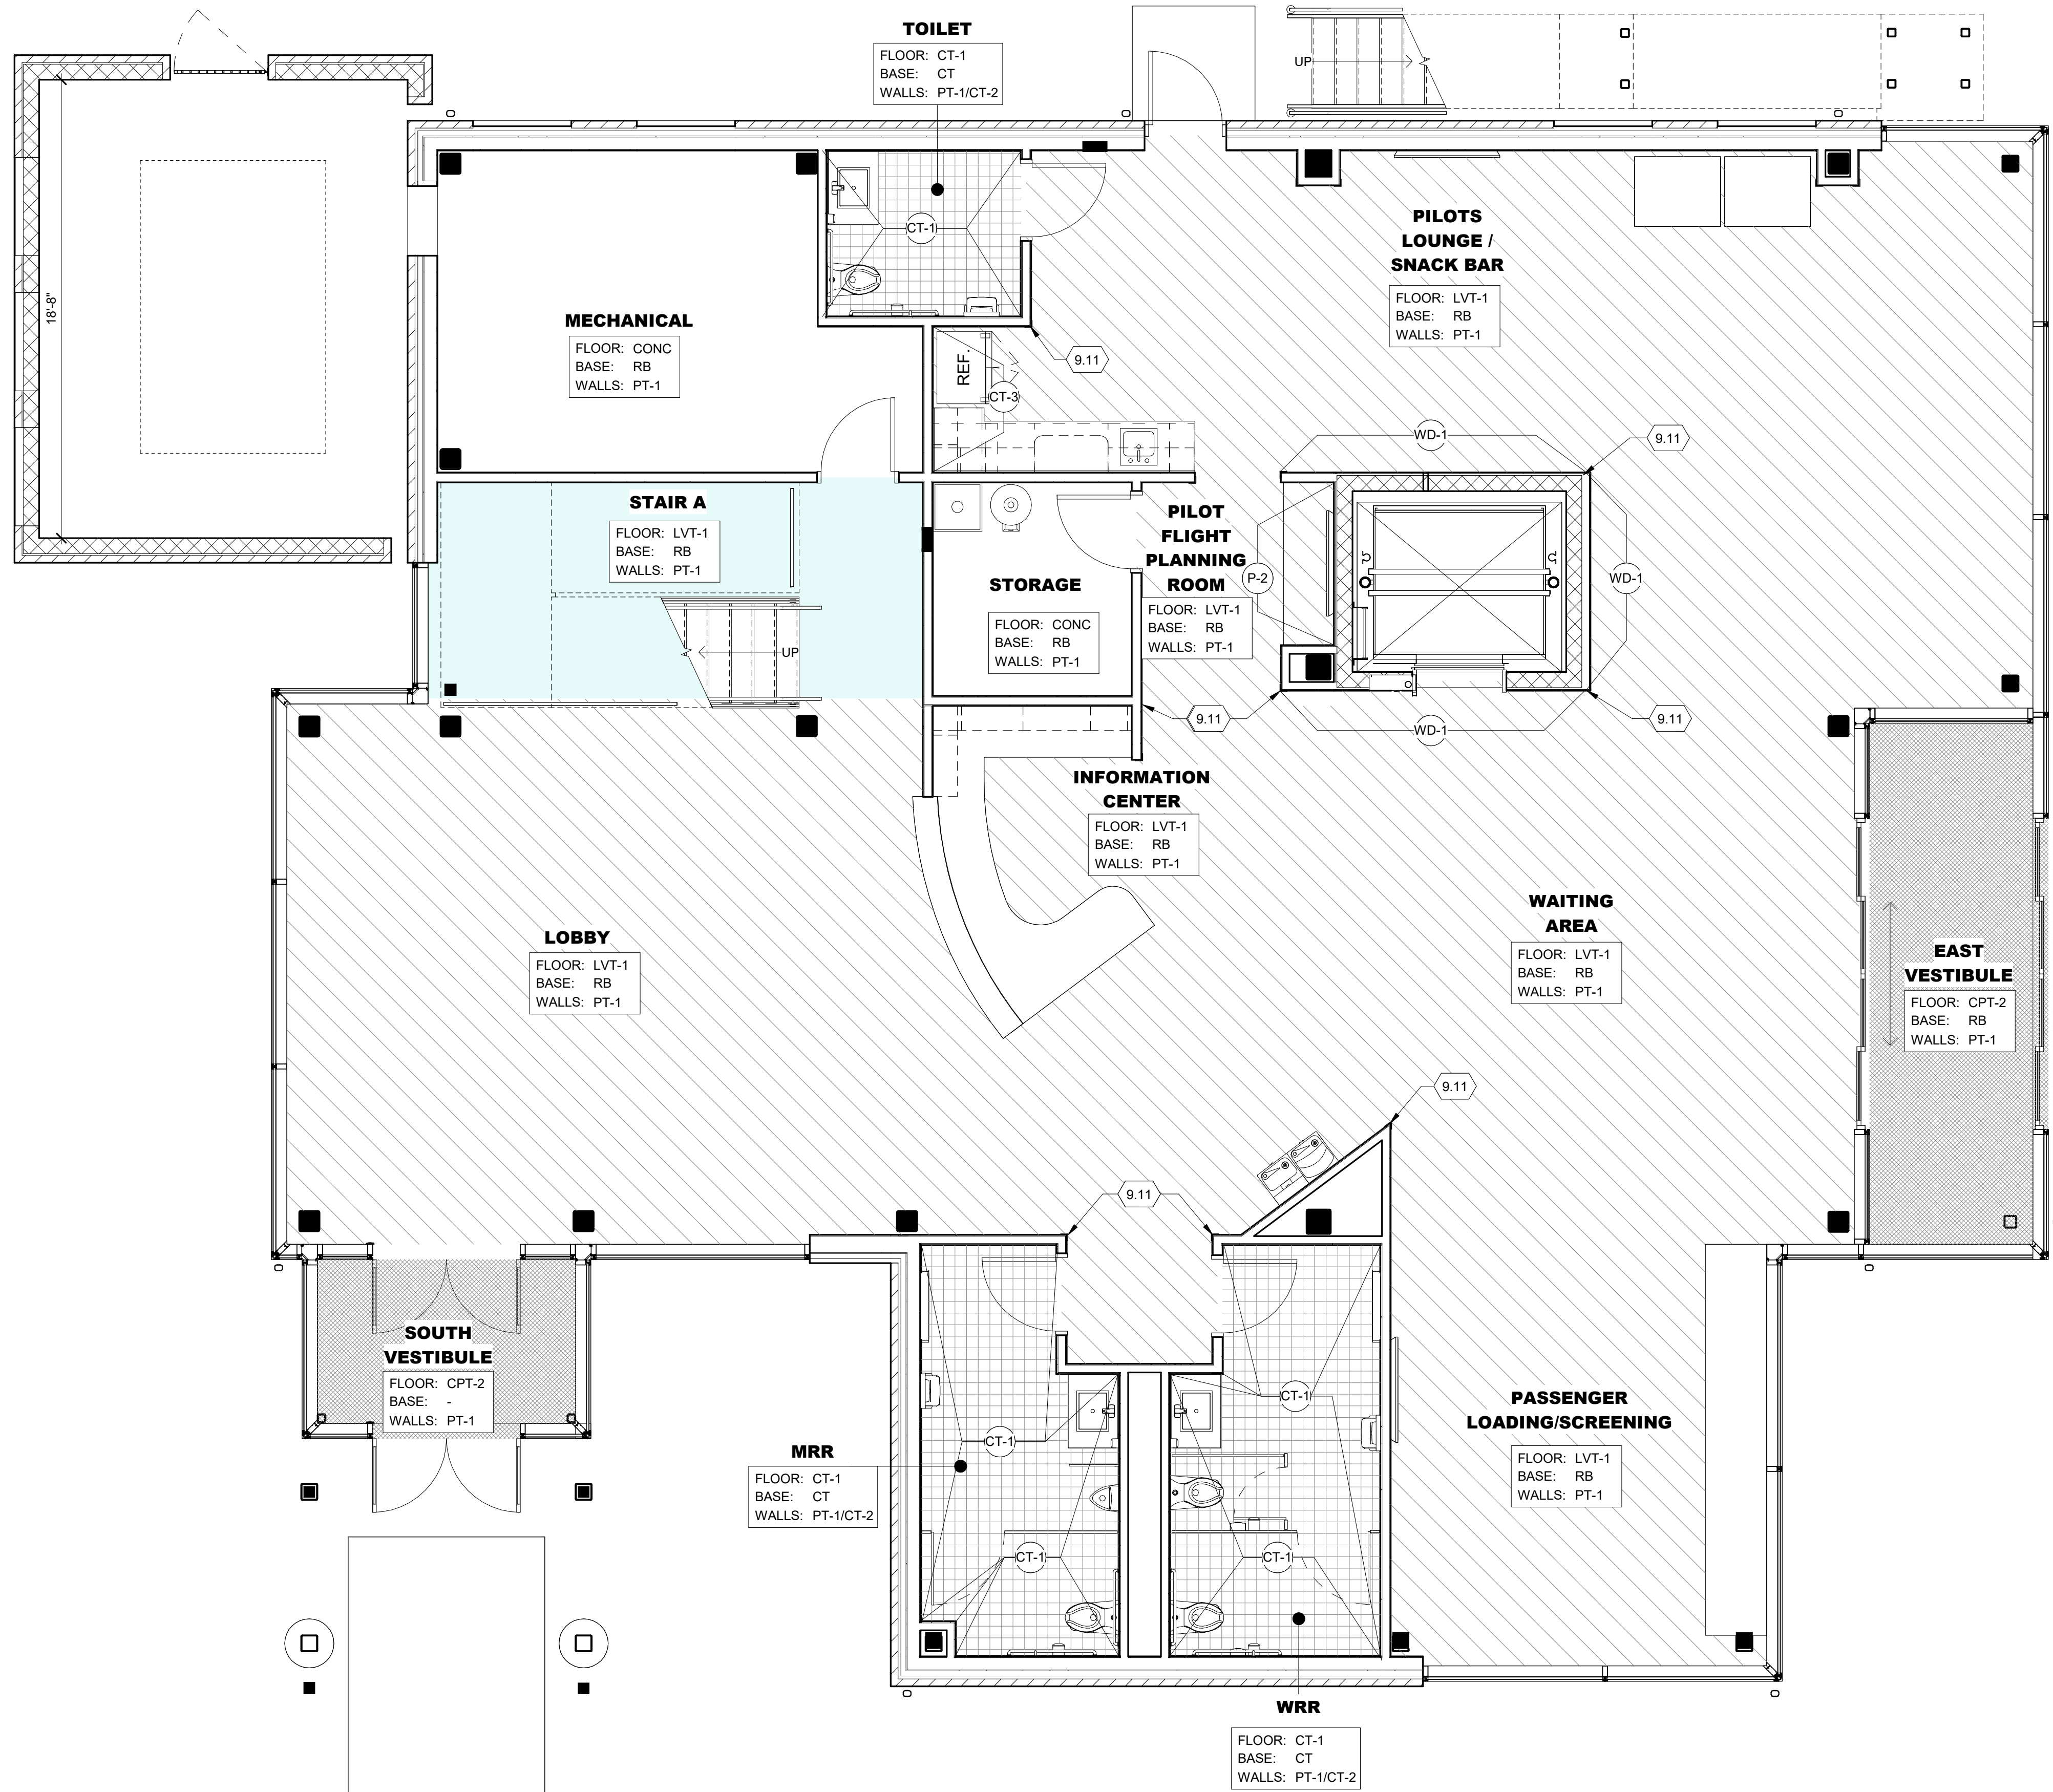 TOILET
FLOOR: CT-1
BASE: CT
WALLS: PT-1/CT-2
UP
CT-1
18'-8"
PILOTS
LOUNGE /
SNACK BAR
FLOOR: LVT-1
BASE: RB
WALLS: PT-1
MECHANICAL
FLOOR: CONC
BASE: RB
WALLS: PT-1
REF.
9.11
CT-3
WD-1
9.11
STAIR A
FLOOR: LVT-1
BASE: RB
WALLS: PT-1
UP
STORAGE
FLOOR: CONC
BASE: RB
WALLS: PT-1
PILOT
FLIGHT
PLANNING
ROOM
FLOOR: LVT-1
BASE: RB
WALLS: PT-1
P-2
WD-1
9.11
WD-1
9.11
INFORMATION
CENTER
FLOOR: LVT-1
BASE: RB
WALLS: PT-1
LOBBY
FLOOR: LVT-1
BASE: RB
WALLS: PT-1
WAITING
AREA
FLOOR: LVT-1
BASE: RB
WALLS: PT-1
EAST
VESTIBULE
FLOOR: CPT-2
BASE: RB
WALLS: PT-1
9.11
9.11
SOUTH
VESTIBULE
FLOOR: CPT-2
BASE: -
WALLS: PT-1
MRR
FLOOR: CT-1
BASE: CT
WALLS: PT-1/CT-2
CT-1
CT-1
CT-1
CT-1
PASSENGER
LOADING/SCREENING
FLOOR: LVT-1
BASE: RB
WALLS: PT-1
WRR
FLOOR: CT-1
BASE: CT
WALLS: PT-1/CT-2